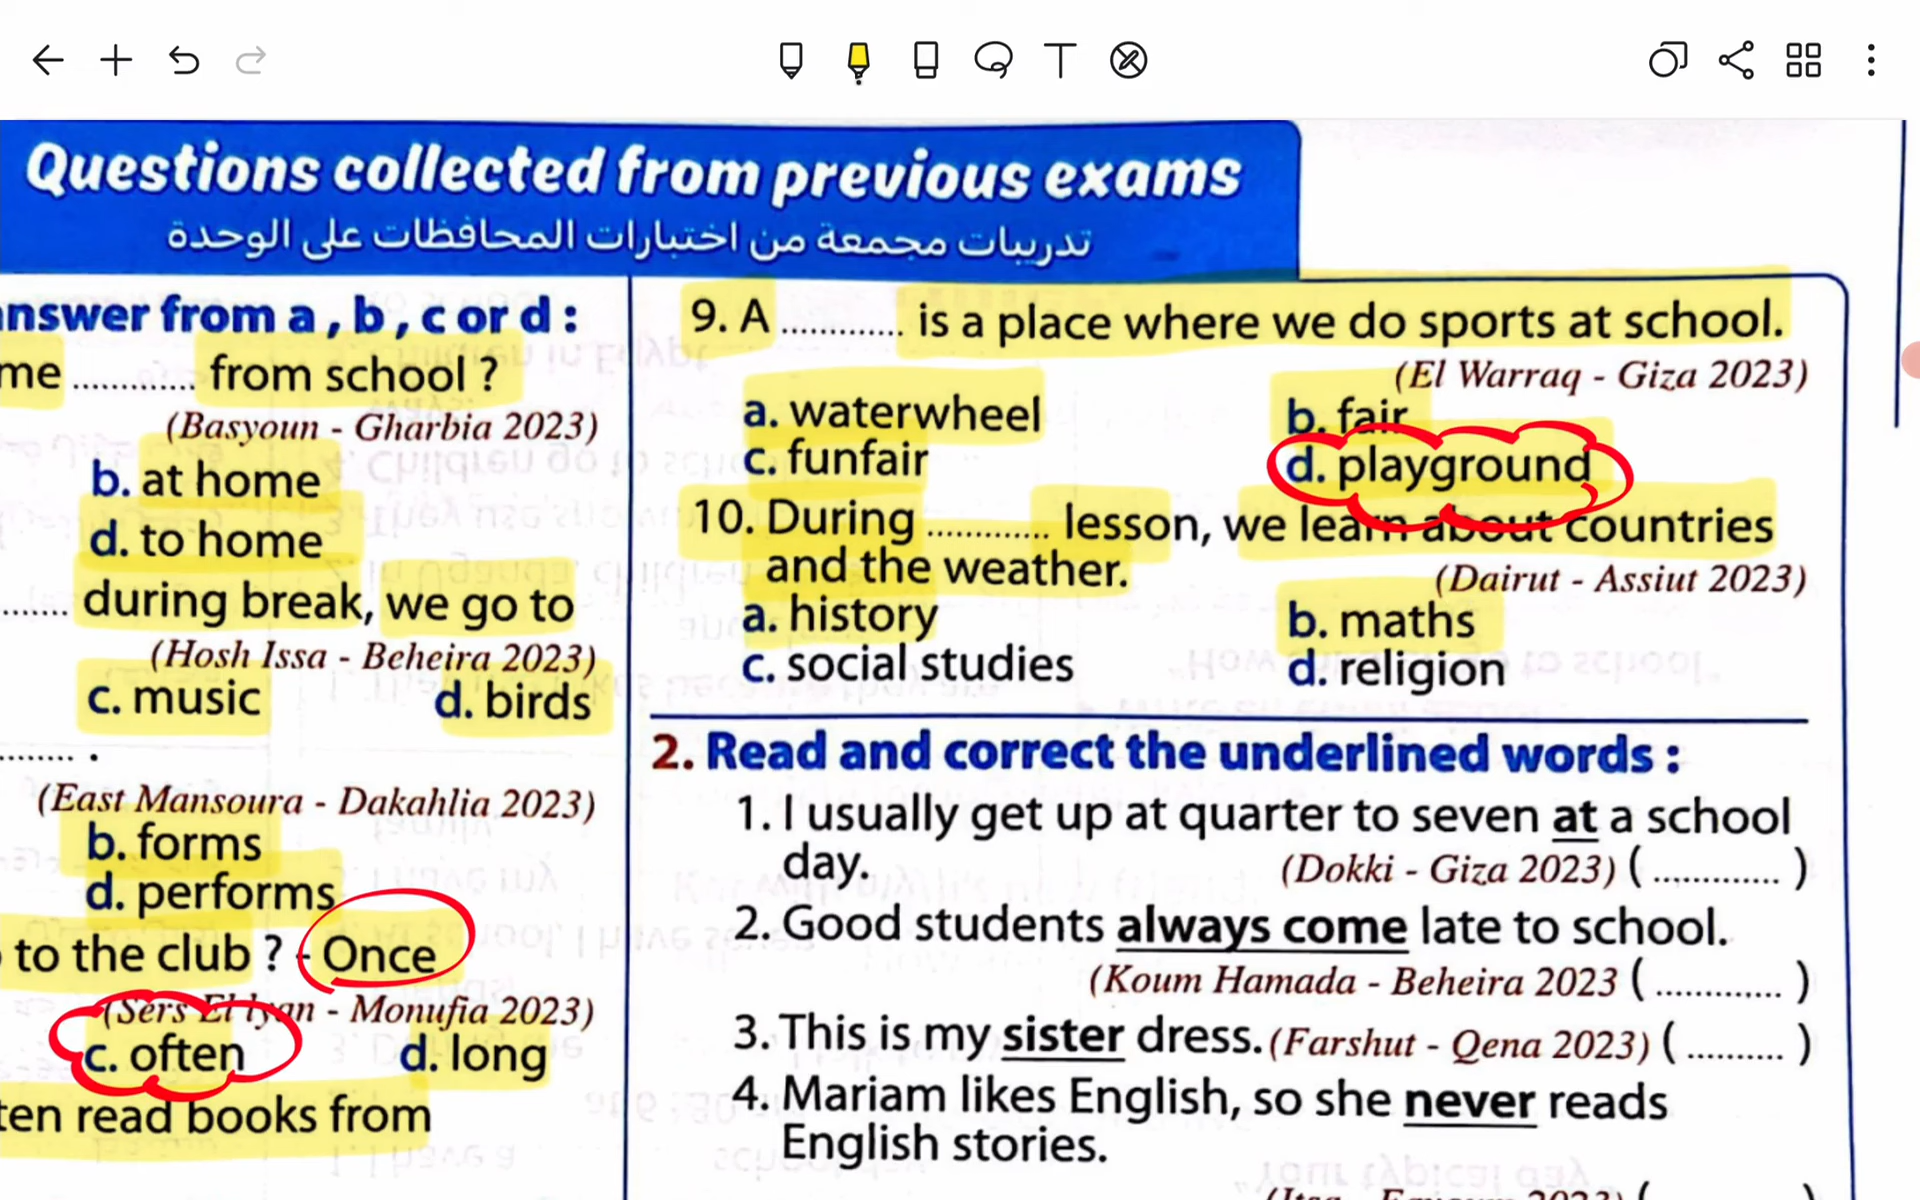 Questions collected from previous exams
تدريبات مجمعة من اختبارات المحافظات على الوحدة
nswer from a , b , c or d :
me ............ from school ?
(Basyoun - Gharbia 2023)
b. at home
d. to home
....... during break, we go to
(Hosh Issa - Beheira 2023)
c. music d. birds
........ .
(East Mansoura - Dakahlia 2023)
b. forms
d. performs
to the club ? - Once
(Sers El lyan - Monufia 2023)
c. often d. long
ten read books from
9. A ............. is a place where we do sports at school.
(El Warraq - Giza 2023)
a. waterwheel b. fair
c. funfair d. playground
10. During ............. lesson, we learn about countries
and the weather. (Dairut - Assiut 2023)
a. history b. maths
c. social studies d. religion
2. Read and correct the underlined words :
1. I usually get up at quarter to seven at a school
day. (Dokki - Giza 2023) ( ............. )
2. Good students always come late to school.
(Koum Hamada - Beheira 2023 ( ............. )
3. This is my sister dress. (Farshut - Qena 2023) ( .......... )
4. Mariam likes English, so she never reads
English stories.